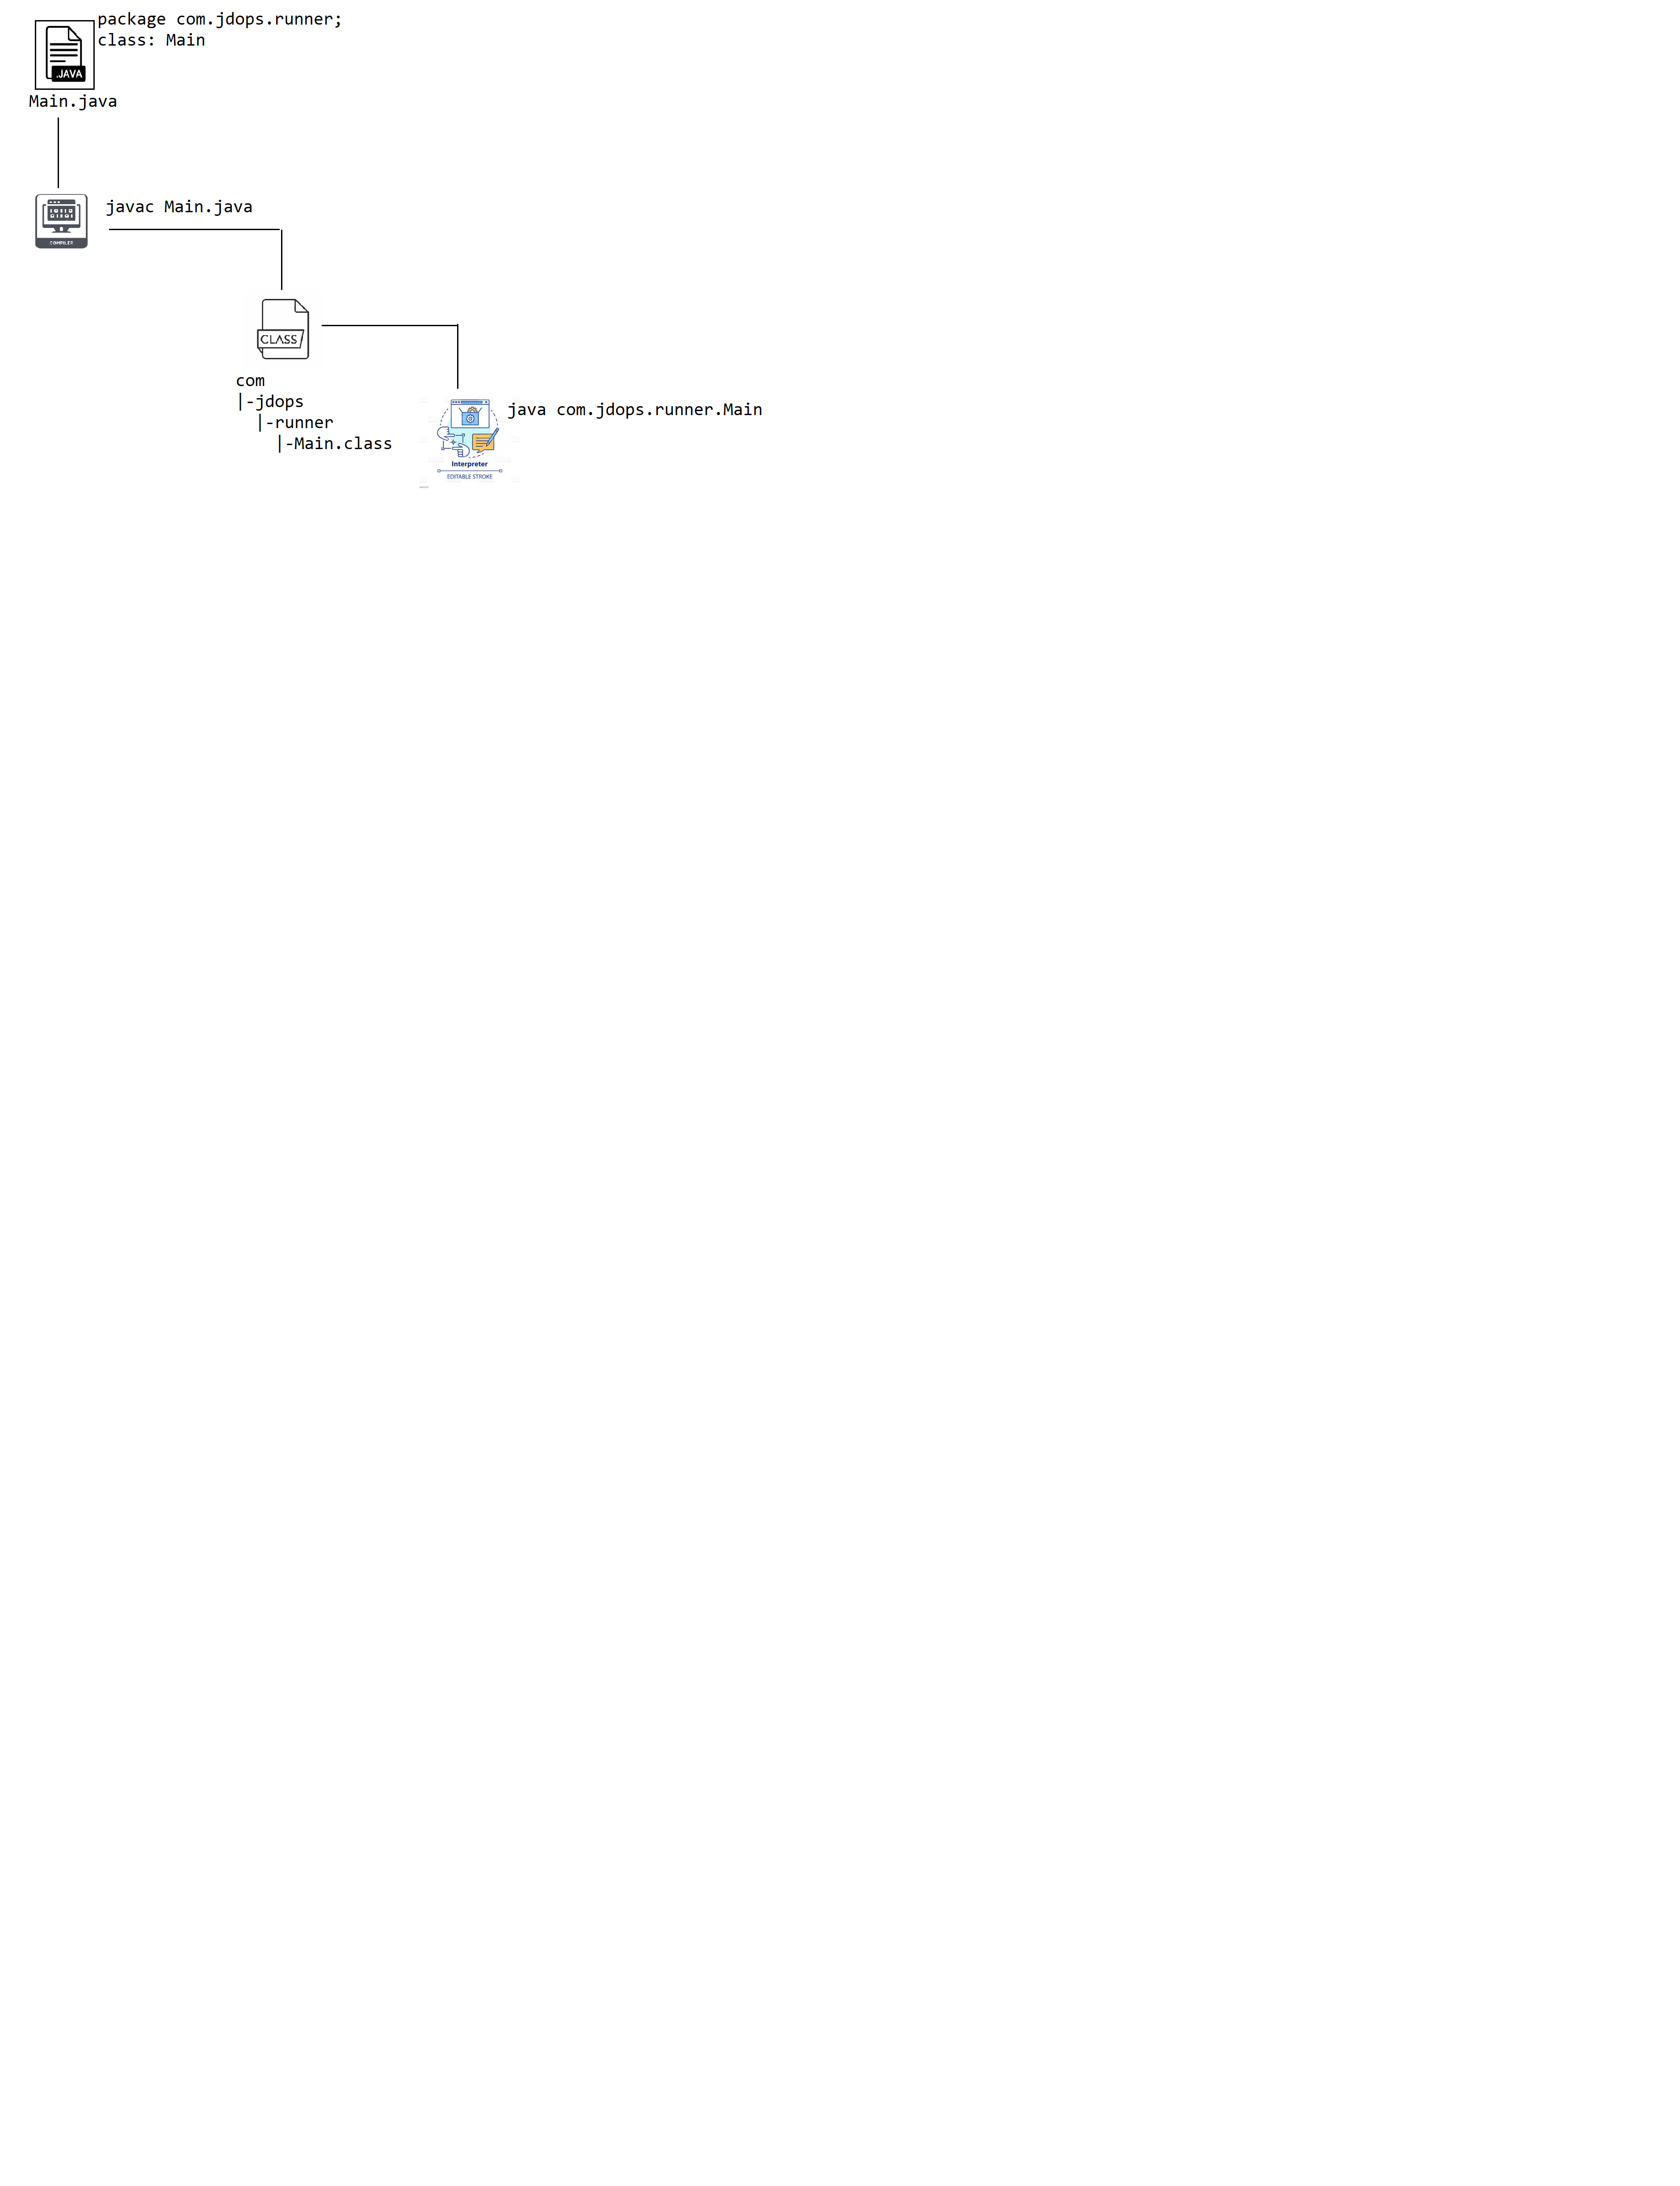 package com.jdops.runner;
class: Main
.JAVA
Main.java
javac Main.java
COMPILER
CLASS
com
|-jdops
  |-runner
    |-Main.class
java com.jdops.runner.Main
Interpreter
EDITABLE STROKE